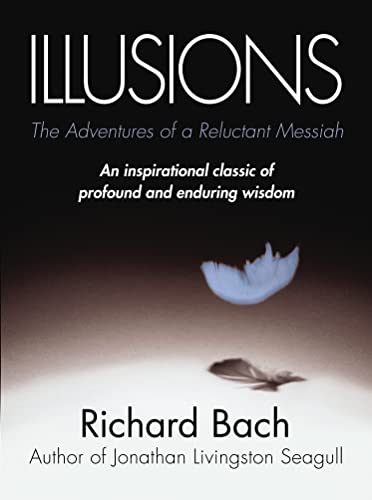 ILLUSIONS
The Adventures of a Reluctant Messiah
An inspirational classic of
profound and enduring wisdom
Richard Bach
Author of Jonathan Livingston Seagull